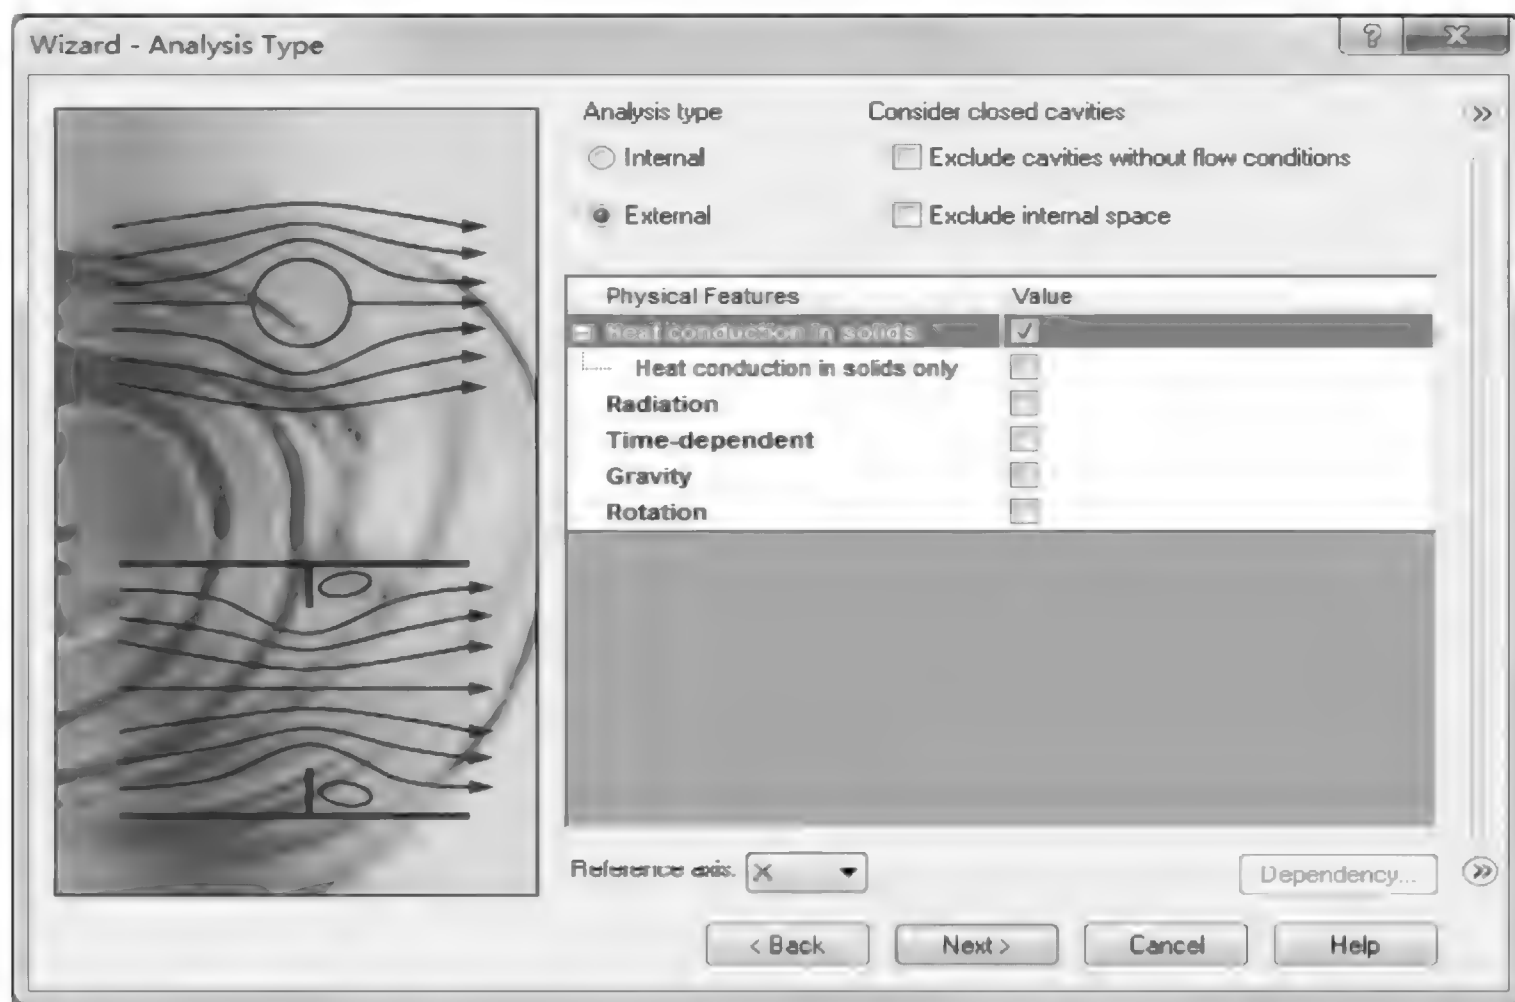 Wizard - Analysis Type
Analysis type
Consider closed cavities
Internal
Exclude cavities without flow conditions
External
Exclude internal space
Physical Features
Value
Heat conduction in solids
Heat conduction in solids only
Radiation
Time-dependent
Gravity
Rotation
Reference axis:
X
Dependency...
< Back
Next >
Cancel
Help